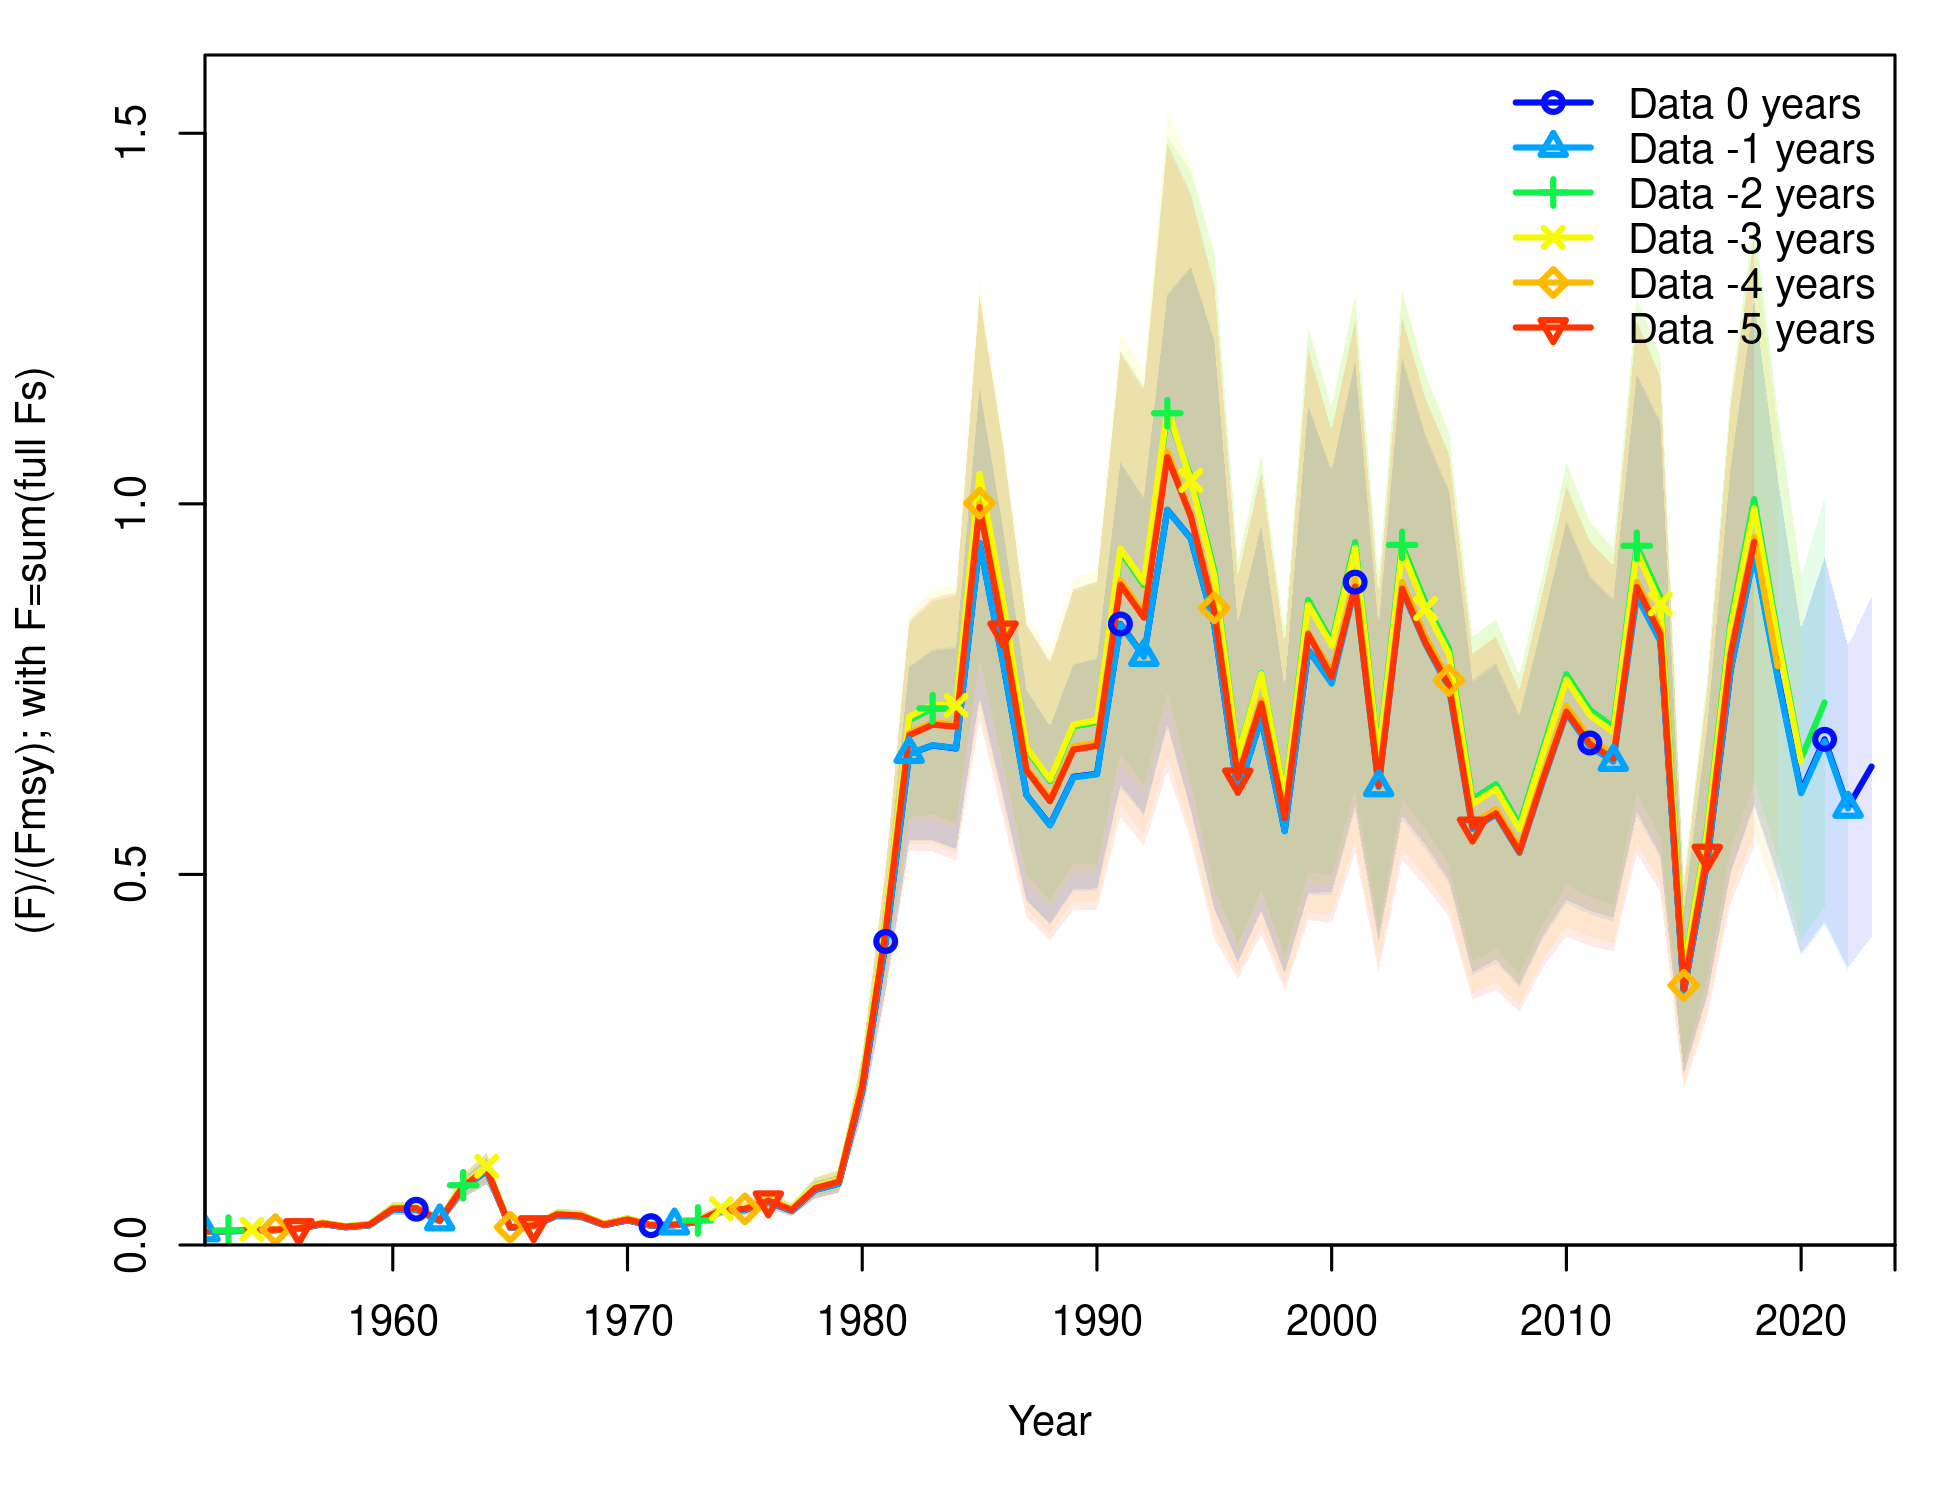 (F)/(Fmsy); with F=sum(full Fs)
1.5
1.0
0.5
0.0
Data 0 years
Data -1 years
Data -2 years
Data -3 years
Data -4 years
Data -5 years
1960 1970 1980 1990 2000 2010 2020
Year